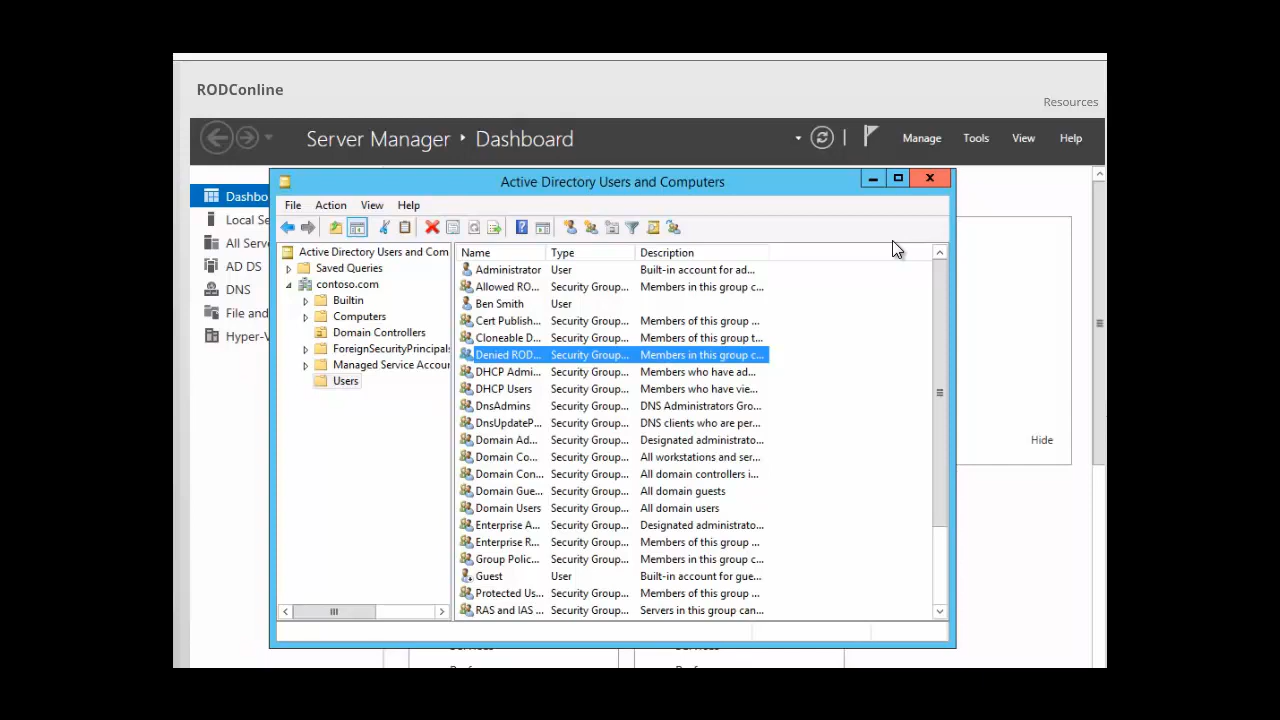 RODConline
Resources
Server Manager ‣ Dashboard
Manage Tools View Help
Active Directory Users and Computers
File Action View Help
Dashbo
Local Se
All Serve
AD DS
DNS
File and
Hyper-V
Active Directory Users and Com
Saved Queries
contoso.com
Builtin
Computers
Domain Controllers
ForeignSecurityPrincipals
Managed Service Accour
Users
Name Type Description
Administrator User Built-in account for ad...
Allowed RO... Security Group... Members in this group c...
Ben Smith User
Cert Publish... Security Group... Members of this group ...
Cloneable D... Security Group... Members of this group t...
Denied ROD... Security Group... Members in this group c...
DHCP Admi... Security Group... Members who have ad...
DHCP Users Security Group... Members who have vie...
DnsAdmins Security Group... DNS Administrators Gro...
DnsUpdateP... Security Group... DNS clients who are per...
Domain Ad... Security Group... Designated administrato...
Domain Co... Security Group... All workstations and ser...
Domain Con... Security Group... All domain controllers i...
Domain Gue... Security Group... All domain guests
Domain Users Security Group... All domain users
Enterprise A... Security Group... Designated administrato...
Enterprise R... Security Group... Members of this group ...
Group Polic... Security Group... Members in this group c...
Guest User Built-in account for gue...
Protected Us... Security Group... Members of this group ...
RAS and IAS ... Security Group... Servers in this group can...
Hide